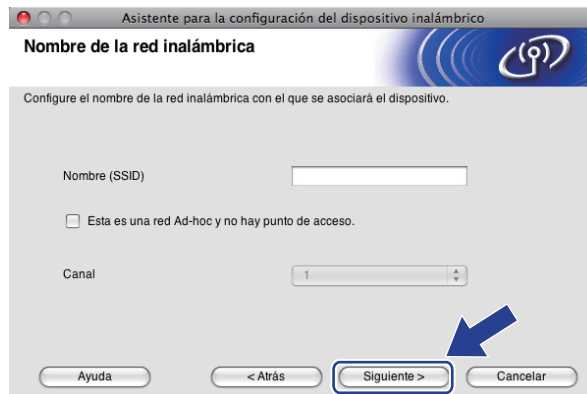 Asistente para la configuración del dispositivo inalámbrico
Nombre de la red inalámbrica
Configure el nombre de la red inalámbrica con el que se asociará el dispositivo.
Nombre (SSID)
Esta es una red Ad-hoc y no hay punto de acceso.
Canal
1
Ayuda
< Atrás
Siguiente >
Cancelar